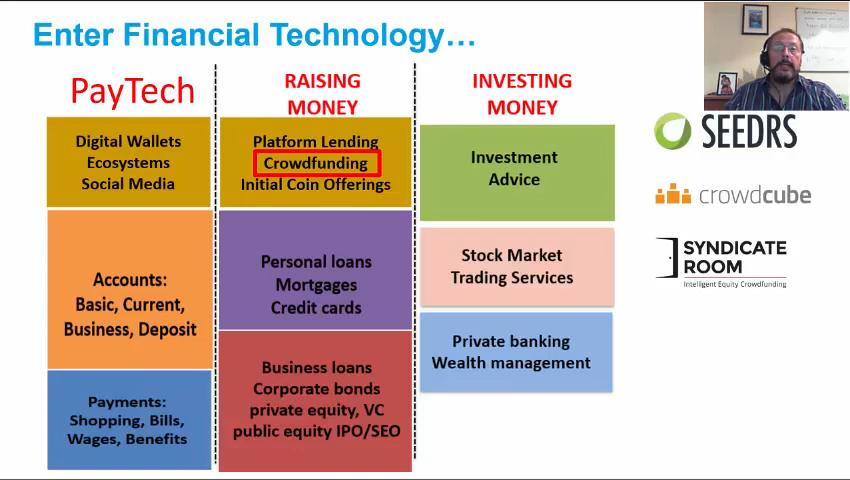 Enter Financial Technology…
PayTech
Digital Wallets
Ecosystems
Social Media
Accounts:
Basic, Current,
Business, Deposit
Payments:
Shopping, Bills,
Wages, Benefits
RAISING
MONEY
Platform Lending
Crowdfunding
Initial Coin Offerings
Personal loans
Mortgages
Credit cards
Business loans
Corporate bonds
private equity, VC
public equity IPO/SEO
INVESTING
MONEY
Investment
Advice
Stock Market
Trading Services
Private banking
Wealth management
SEEDRS
crowdcube
SYNDICATE
ROOM
Intelligent Equity Crowdfunding